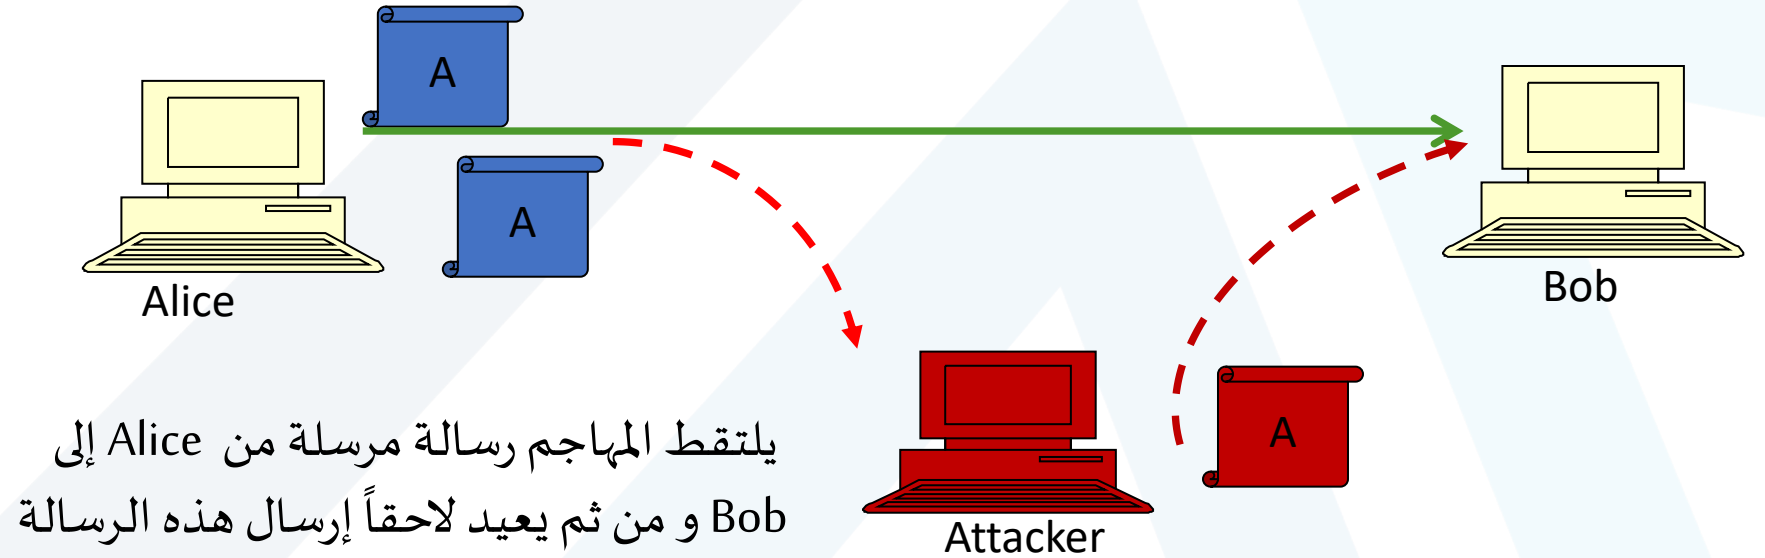 A
A
Alice
Bob
A
Attacker
يلتقط المهاجم رسالة مرسلة من Alice إلى
Bob و من ثم يعيد لاحقاً إرسال هذه الرسالة